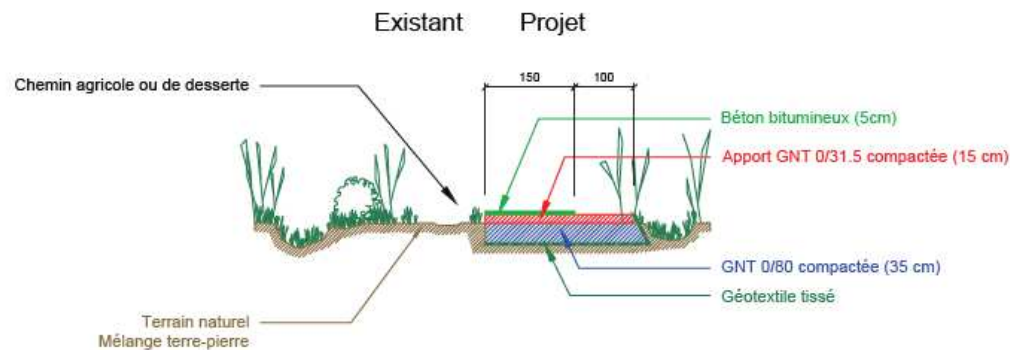 Existant Projet
150 100
Chemin agricole ou de desserte
Béton bitumineux (5cm)
Apport GNT 0/31.5 compactée (15 cm)
GNT 0/80 compactée (35 cm)
Géotextile tissé
Terrain naturel
Mélange terre-pierre